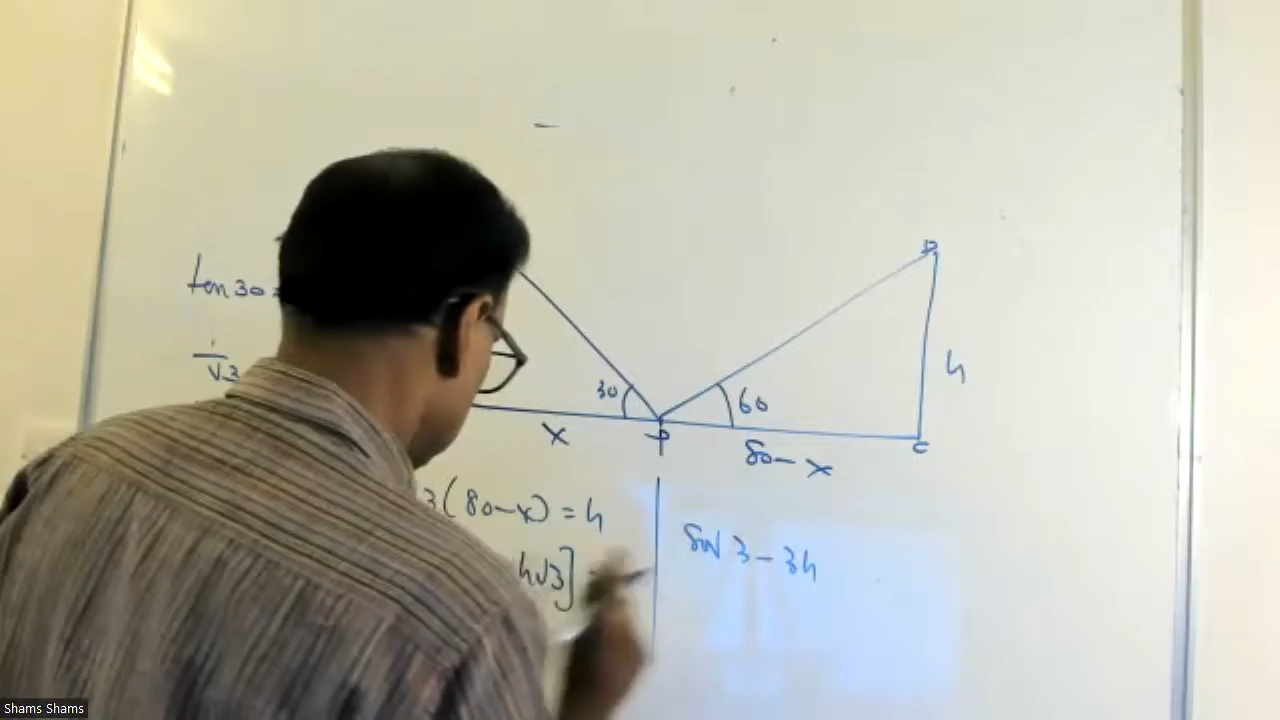 tan 30
1/√3
D
h
30
60
x
P
80-x
C
3(80-x) = h
h√3]
80√3-3h
Shams Shams